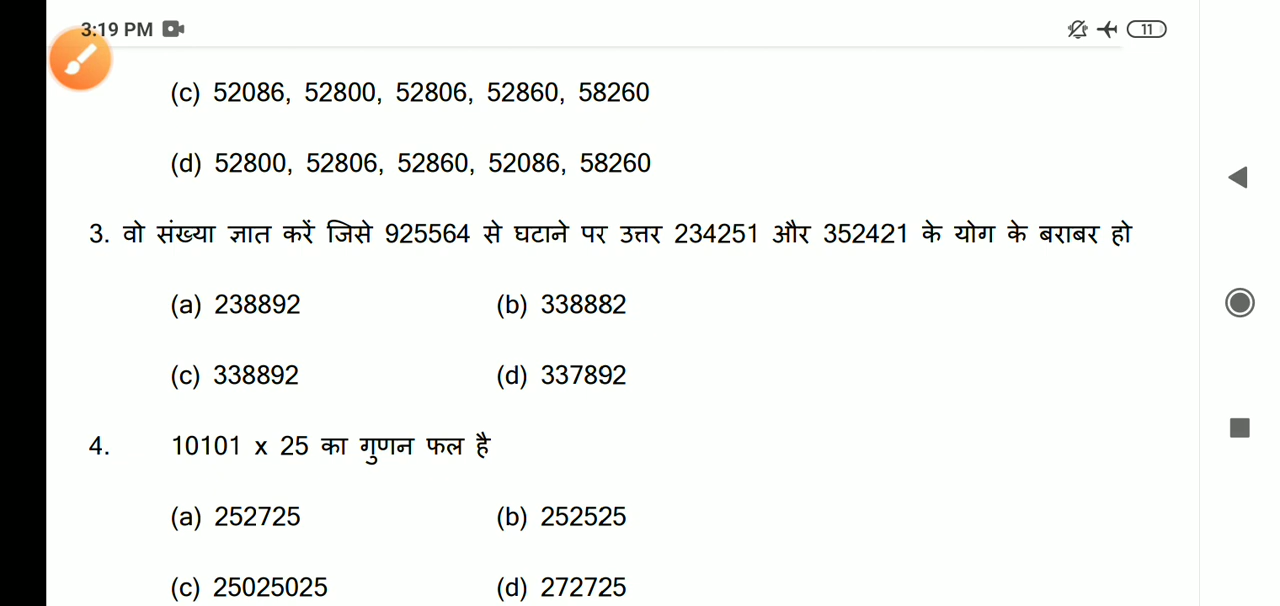 3:19 PM
11
(c) 52086, 52800, 52806, 52860, 58260
(d) 52800, 52806, 52860, 52086, 58260
3. वो संख्या ज्ञात करें जिसे 925564 से घटाने पर उत्तर 234251 और 352421 के योग के बराबर हो
(a) 238892 (b) 338882
(c) 338892 (d) 337892
4. 10101 x 25 का गुणन फल है
(a) 252725 (b) 252525
(c) 25025025 (d) 272725